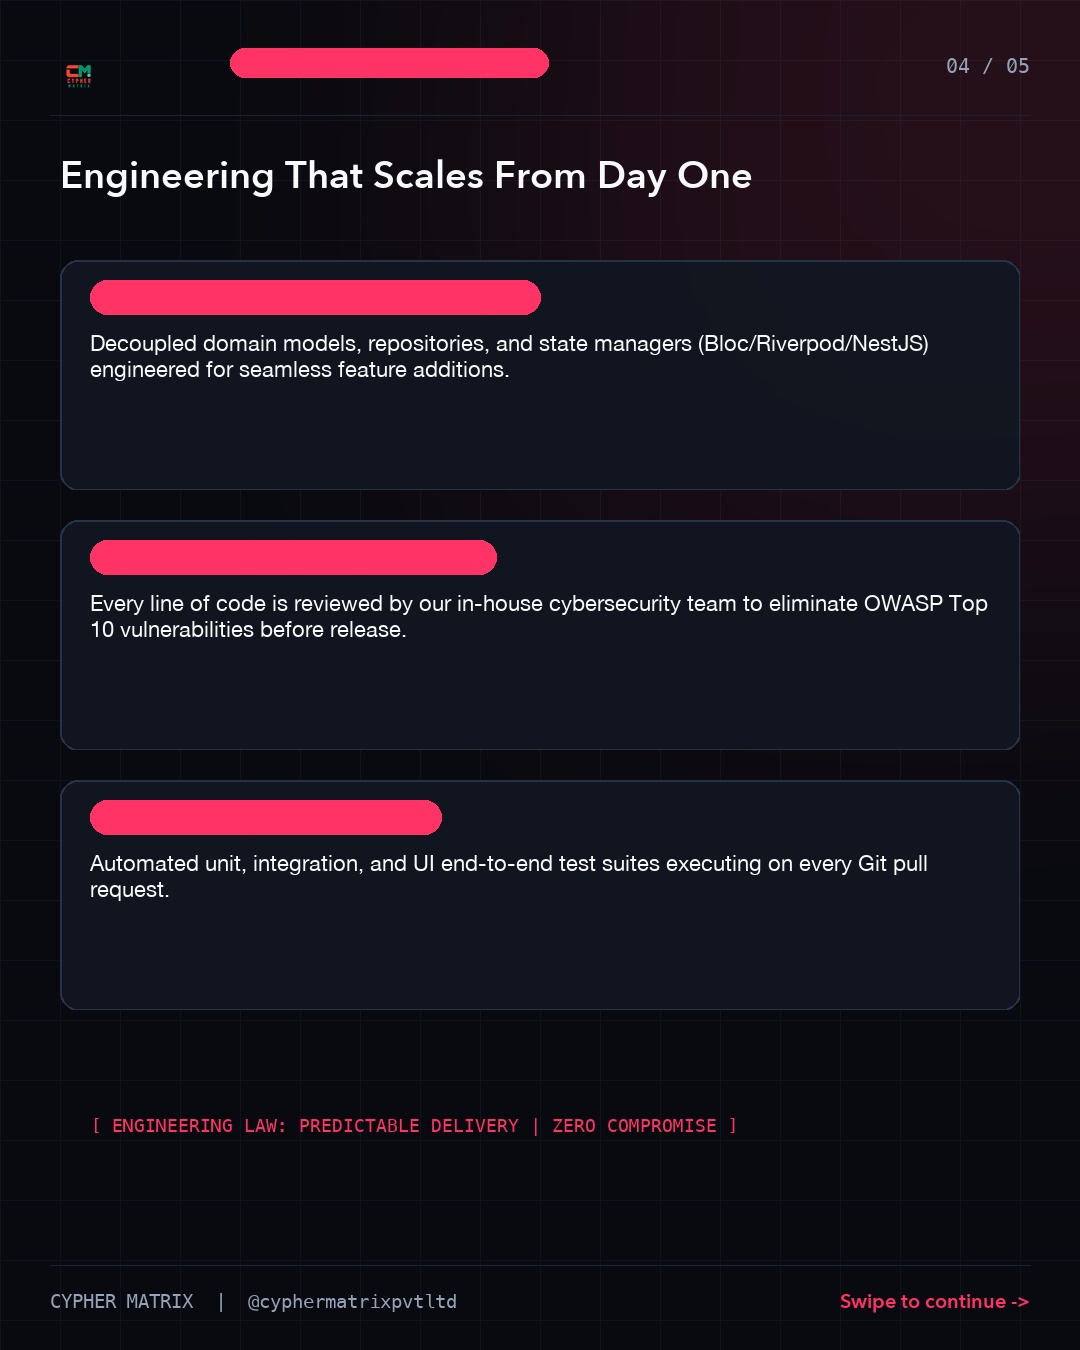 CM
CYPHER
MATRIX
04 / 05
Engineering That Scales From Day One
Decoupled domain models, repositories, and state managers (Bloc/Riverpod/NestJS)
engineered for seamless feature additions.
Every line of code is reviewed by our in-house cybersecurity team to eliminate OWASP Top
10 vulnerabilities before release.
Automated unit, integration, and UI end-to-end test suites executing on every Git pull
request.
[ ENGINEERING LAW: PREDICTABLE DELIVERY | ZERO COMPROMISE ]
CYPHER MATRIX | @cyphermatrixpvtltd
Swipe to continue ->